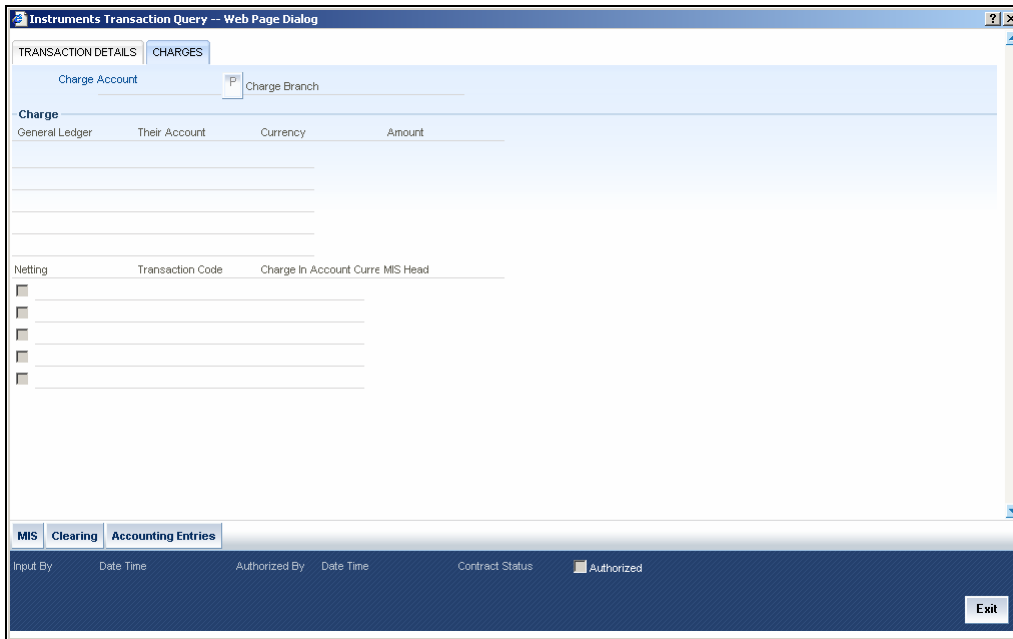 Instruments Transaction Query -- Web Page Dialog
TRANSACTION DETAILS CHARGES
Charge Account P Charge Branch
Charge
General Ledger Their Account Currency Amount
Netting Transaction Code Charge In Account Curre MIS Head
MIS Clearing Accounting Entries
Input By Date Time Authorized By Date Time Contract Status Authorized
Exit